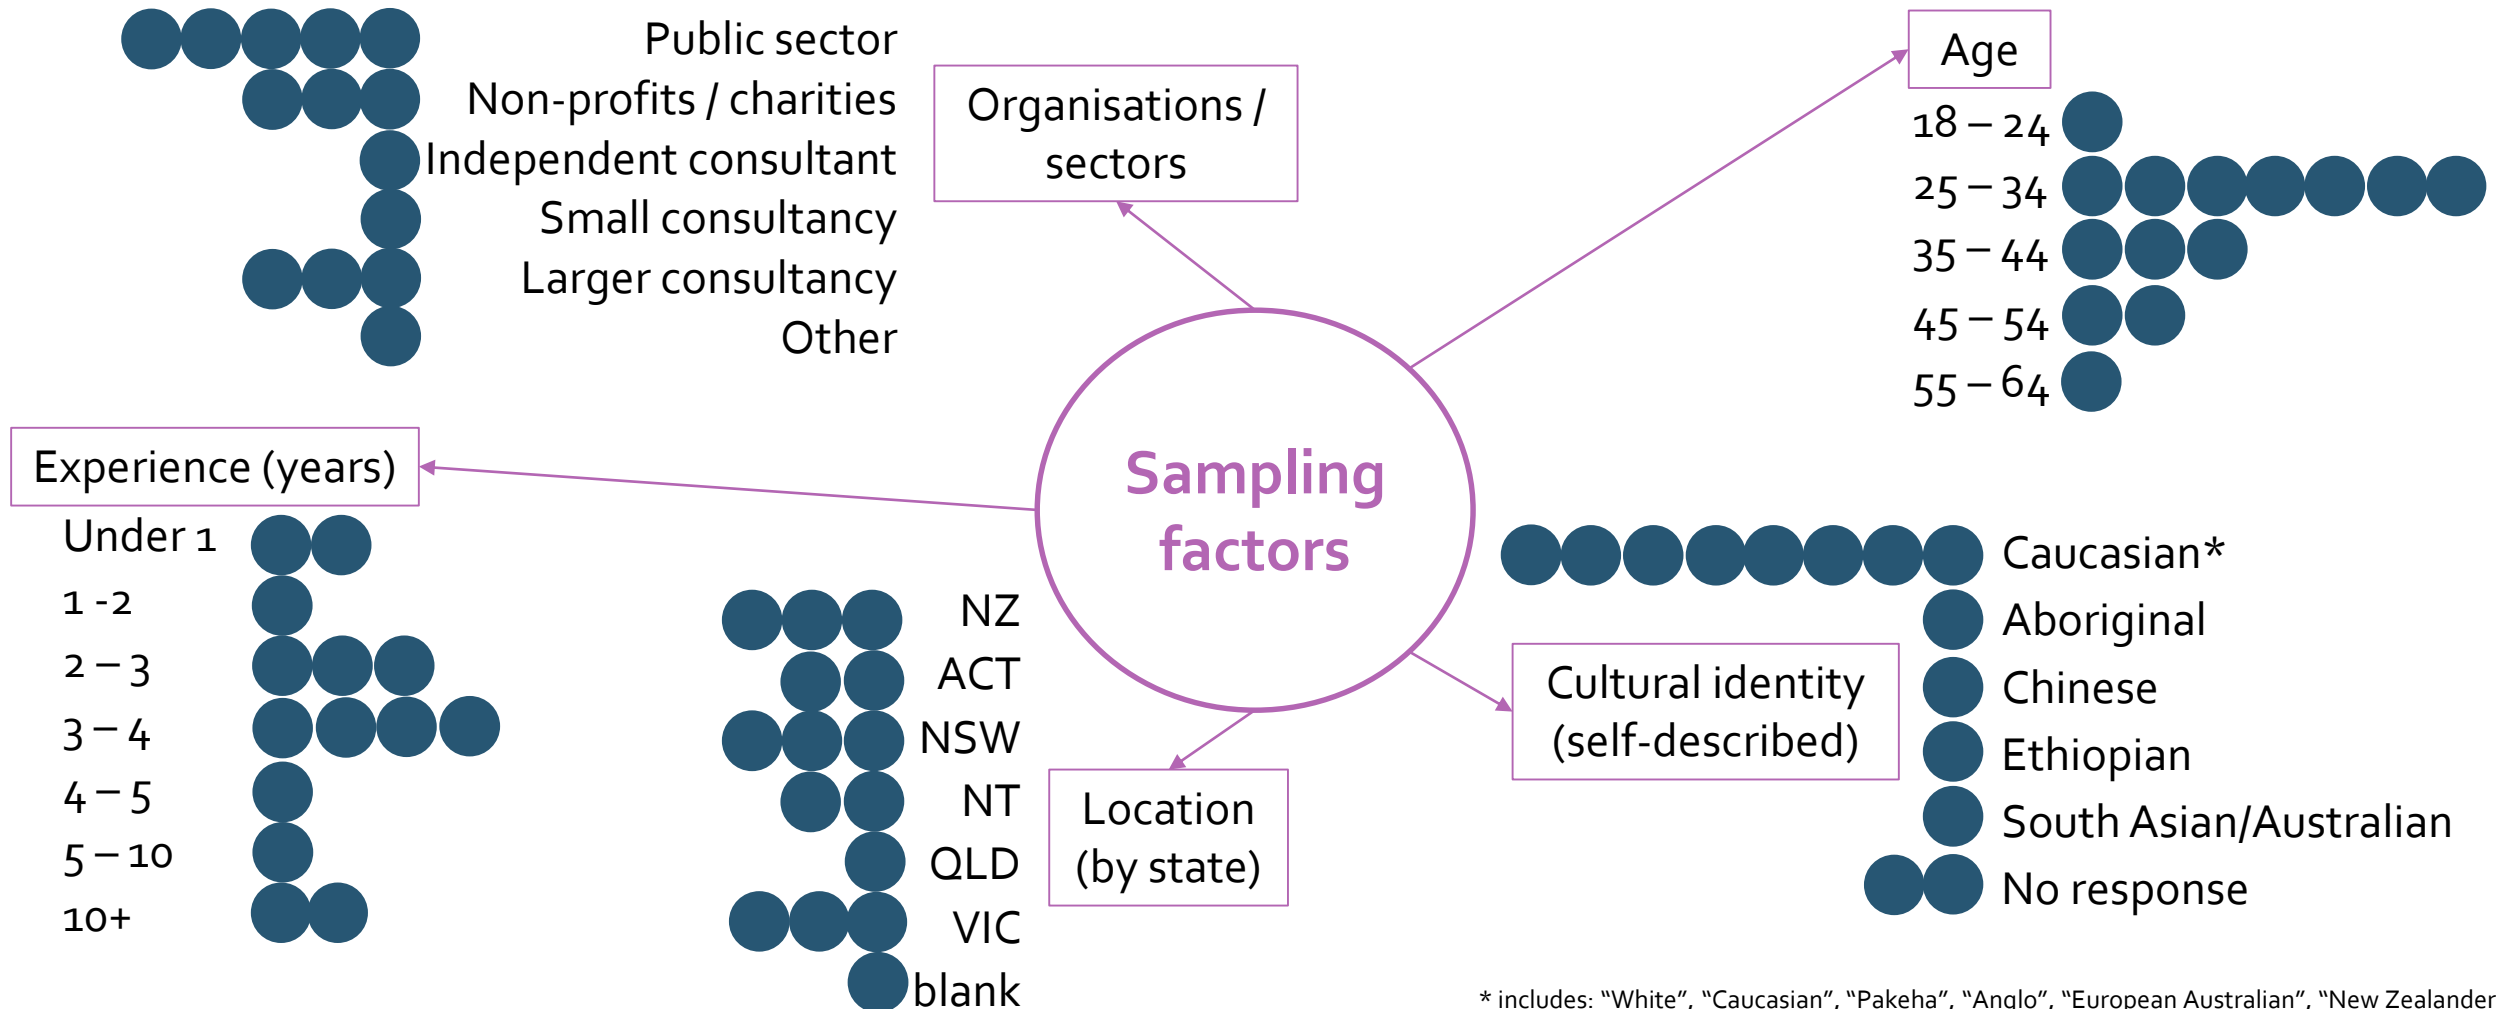 Public sector
Non-profits / charities
Independent consultant
Small consultancy
Larger consultancy
Other
Organisations /
sectors
Age
18 – 24
25 – 34
35 – 44
45 – 54
55 – 64
Experience (years)
Under 1
1 -2
2 – 3
3 – 4
4 – 5
5 – 10
10+
Sampling
factors
NZ
ACT
NSW
NT
QLD
VIC
blank
Location
(by state)
Cultural identity
(self-described)
Caucasian*
Aboriginal
Chinese
Ethiopian
South Asian/Australian
No response
* includes: “White”, “Caucasian”, “Pakeha”, “Anglo”, “European Australian”, “New Zealander